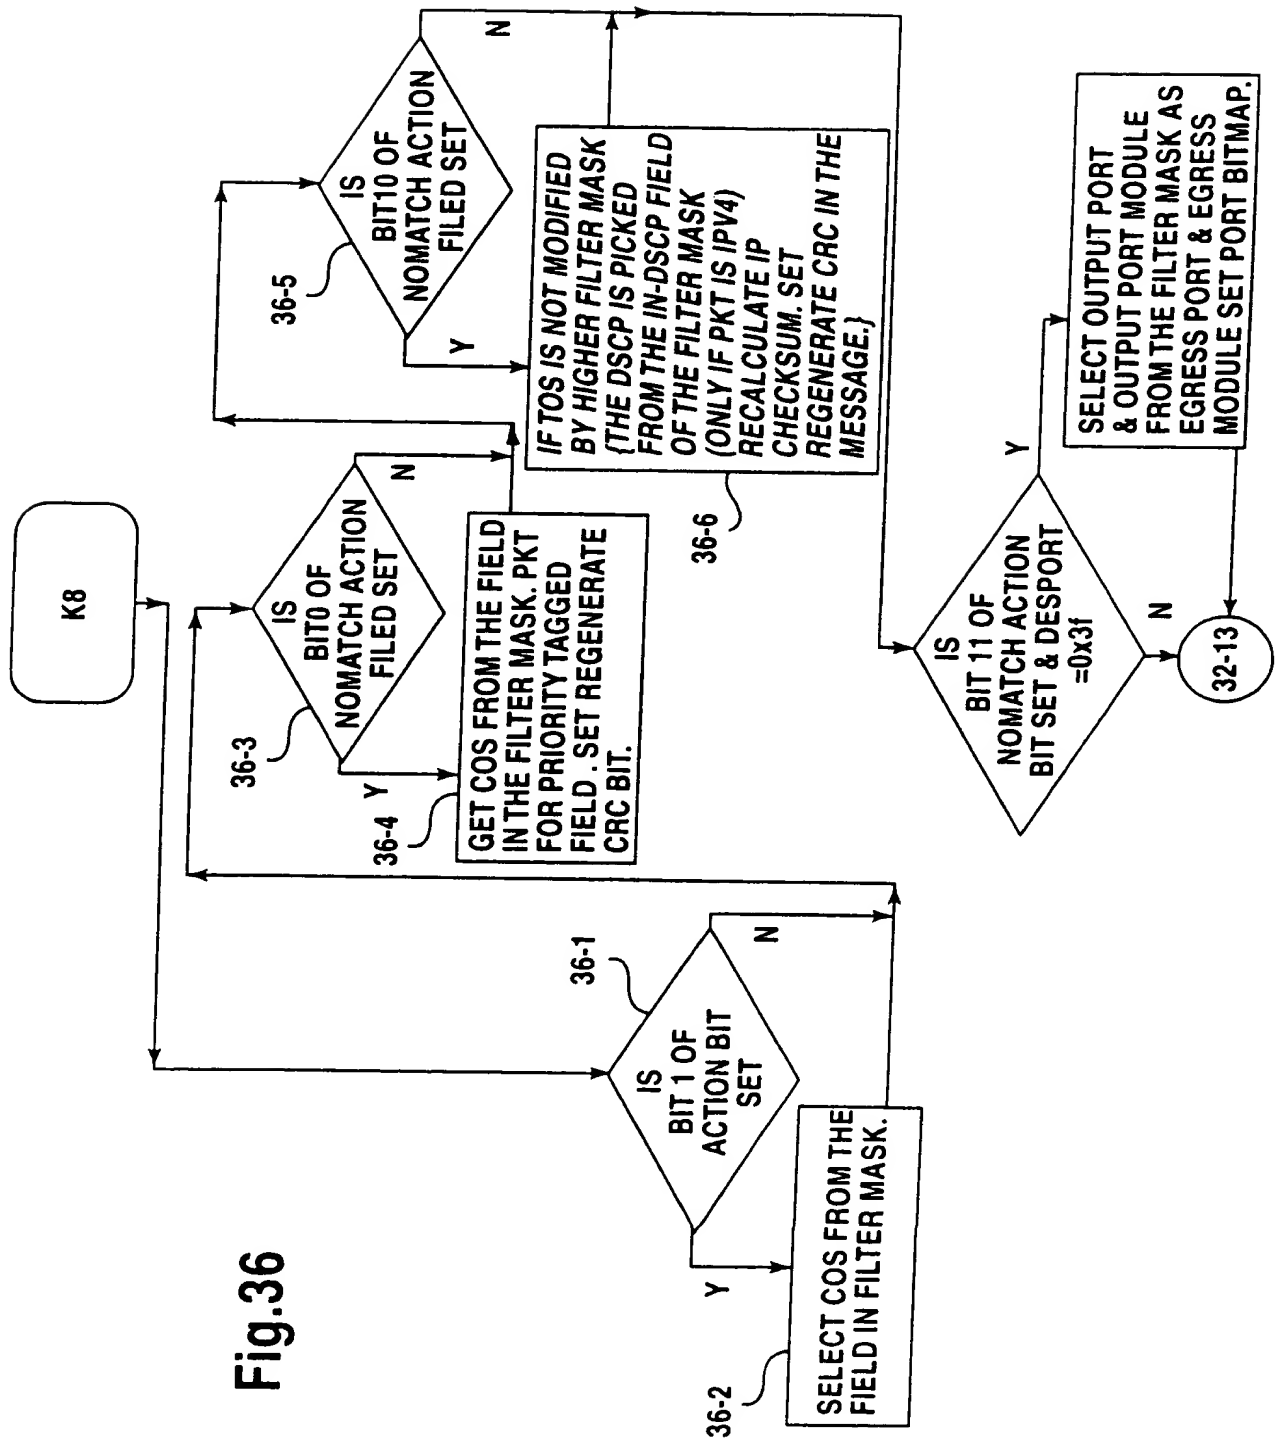 Fig.36
K8
36-1
IS
BIT 1 OF
ACTION BIT
SET
Y
N
36-2
SELECT COS FROM THE
FIELD IN FILTER MASK.
36-3
IS
BIT0 OF
NOMATCH ACTION
FILED SET
Y
N
36-4
GET COS FROM THE FIELD
IN THE FILTER MASK. PKT
FOR PRIORITY TAGGED
FIELD . SET REGENERATE
CRC BIT.
36-5
IS
BIT10 OF
NOMATCH ACTION
FILED SET
Y
N
36-6
IF TOS IS NOT MODIFIED
BY HIGHER FILTER MASK
{THE DSCP IS PICKED
FROM THE IN-DSCP FIELD
OF THE FILTER MASK
(ONLY IF PKT IS IPV4)
RECALCULATE IP
CHECKSUM. SET
REGENERATE CRC IN THE
MESSAGE.}
IS
BIT 11 OF
NOMATCH ACTION
BIT SET & DESPORT
=0x3f
Y
N
SELECT OUTPUT PORT
& OUTPUT PORT MODULE
FROM THE FILTER MASK AS
EGRESS PORT & EGRESS
MODULE SET PORT BITMAP.
32-13